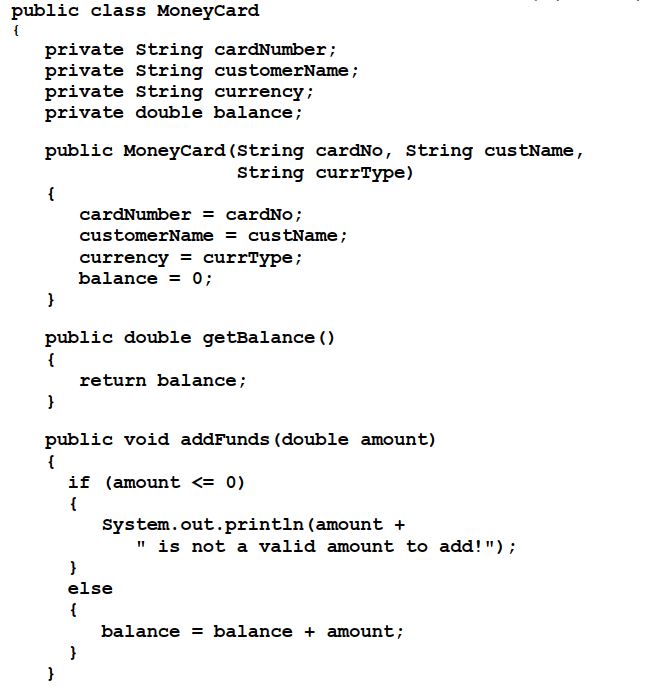 public class MoneyCard
{
private String cardNumber;
private String customerName;
private String currency;
private double balance;
public MoneyCard(String cardNo, String custName,
String currType)
{
cardNumber = cardNo;
customerName = custName;
currency = currType;
balance = 0;
}
public double getBalance()
{
return balance;
}
public void addFunds(double amount)
{
if (amount <= 0)
{
System.out.println(amount +
" is not a valid amount to add!");
}
else
{
balance = balance + amount;
}
}